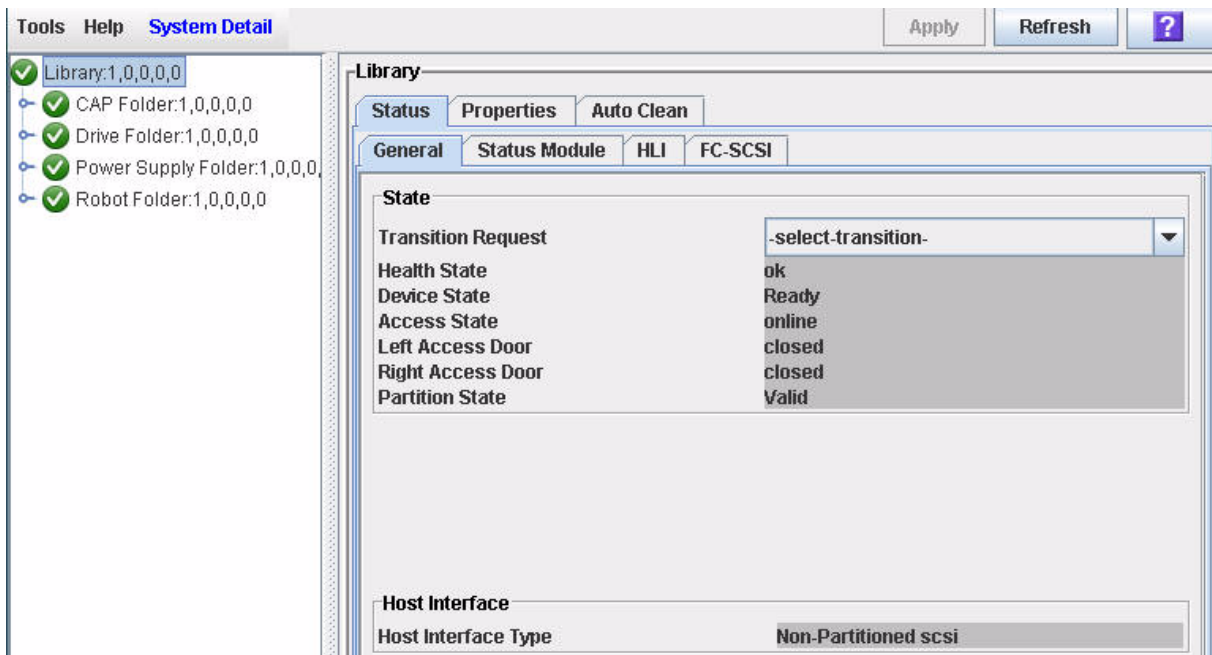 Tools Help System Detail Apply Refresh ?
Library:1,0,0,0,0
CAP Folder:1,0,0,0,0
Drive Folder:1,0,0,0,0
Power Supply Folder:1,0,0,0,
Robot Folder:1,0,0,0,0
Library
Status Properties Auto Clean
General Status Module HLI FC-SCSI
State
Transition Request -select-transition-
Health State ok
Device State Ready
Access State online
Left Access Door closed
Right Access Door closed
Partition State Valid
Host Interface
Host Interface Type Non-Partitioned scsi